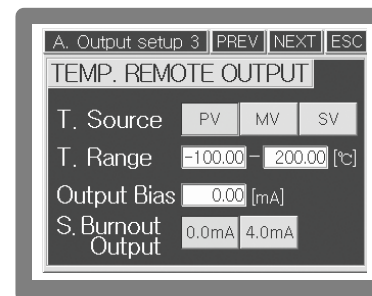 A. Output setup 3 PREV NEXT ESC
TEMP. REMOTE OUTPUT
T. Source PV MV SV
T. Range -100.00 - 200.00 [℃]
Output Bias 0.00 [mA]
S. Burnout
Output 0.0mA 4.0mA